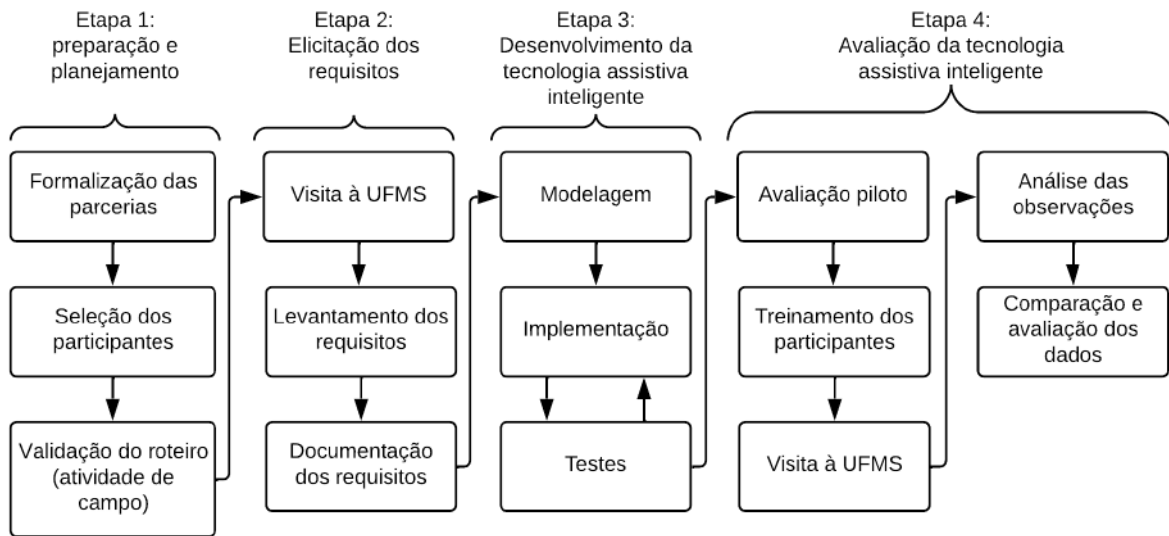 Etapa 1:
preparação e
planejamento
Etapa 2:
Elicitação dos
requisitos
Etapa 3:
Desenvolvimento da
tecnologia assistiva
inteligente
Etapa 4:
Avaliação da tecnologia
assistiva inteligente
Formalização das
parcerias
Seleção dos
participantes
Validação do roteiro
(atividade de
campo)
Visita à UFMS
Levantamento dos
requisitos
Documentação
dos requisitos
Modelagem
Implementação
Testes
Avaliação piloto
Treinamento dos
participantes
Visita à UFMS
Análise das
observações
Comparação e
avaliação dos
dados